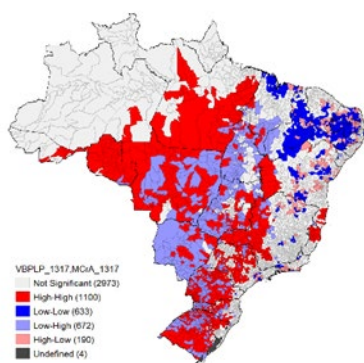 VBPLP_1317,MCrA_1317
Not Significant (2973)
High-High (1100)
Low-Low (633)
Low-High (672)
High-Low (190)
Undefined (4)